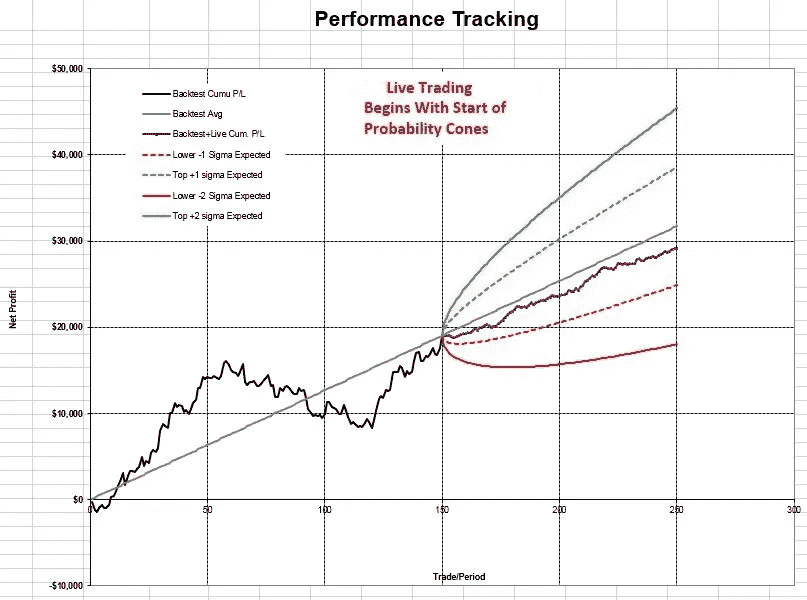 Performance Tracking
$50,000
$40,000
$30,000
$20,000
$10,000
$0
-$10,000
Net Profit
Backtest Cumu P/L
Backtest Avg
Backtest+Live Cum. P/L
Lower -1 Sigma Expected
Top +1 sigma Expected
Lower -2 Sigma Expected
Top +2 sigma Expected
Live Trading
Begins With Start of
Probability Cones
0 50 100 150 200 250 300
Trade/Period